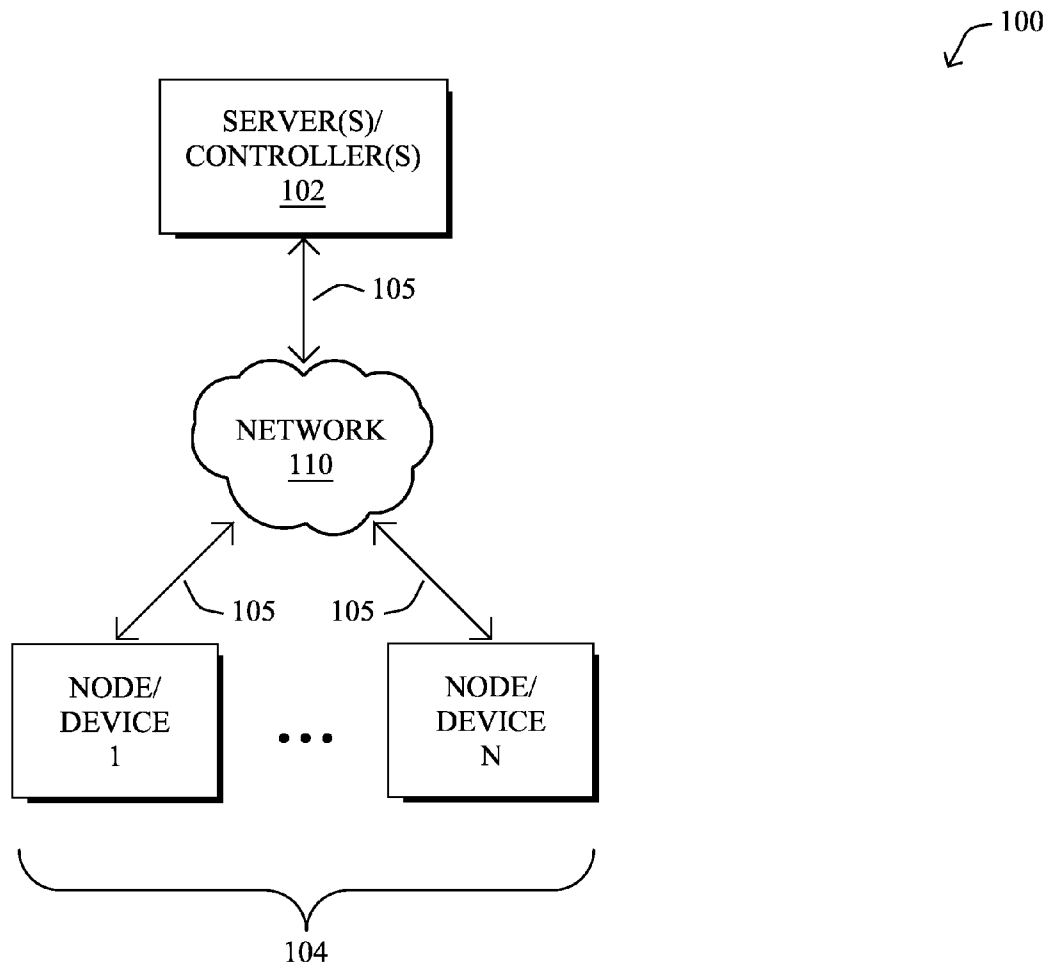 100
SERVER(S)/
CONTROLLER(S)
102
105
NETWORK
110
105
105
NODE/
DEVICE
1
NODE/
DEVICE
N
104